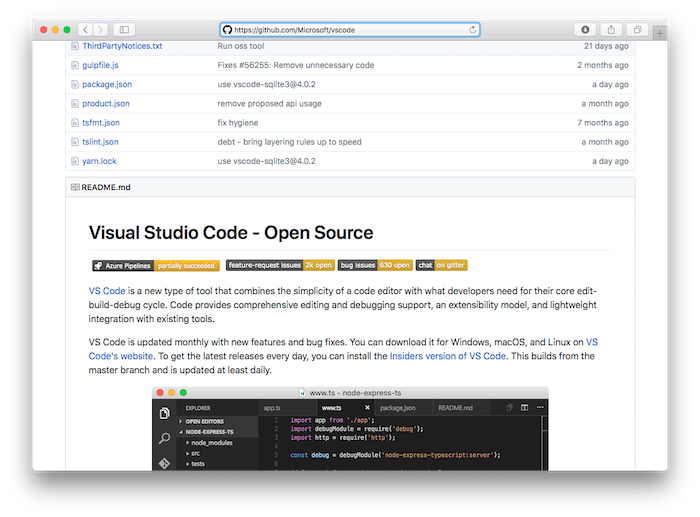 https://github.com/Microsoft/vscode
ThirdPartyNotices.txt Run oss tool 21 days ago
gulpfile.js Fixes #56255: Remove unnecessary code 2 months ago
package.json use vscode-sqlite3@4.0.2 a day ago
product.json remove proposed api usage a month ago
tsfmt.json fix hygiene 7 months ago
tslint.json debt - bring layering rules up to speed a month ago
yarn.lock use vscode-sqlite3@4.0.2 a day ago
README.md
Visual Studio Code - Open Source
Azure Pipelines partially succeeded feature-request issues 2k open bug issues 630 open chat on gitter
VS Code is a new type of tool that combines the simplicity of a code editor with what developers need for their core edit-
build-debug cycle. Code provides comprehensive editing and debugging support, an extensibility model, and lightweight
integration with existing tools.
VS Code is updated monthly with new features and bug fixes. You can download it for Windows, macOS, and Linux on VS
Code's website. To get the latest releases every day, you can install the Insiders version of VS Code. This builds from the
master branch and is updated at least daily.
www.ts - node-express-ts
EXPLORER app.ts www.ts package.json README.md
OPEN EDITORS 1 import app from './app';
NODE-EXPRESS-TS 2 import debugModule = require('debug');
node_modules 3 import http = require('http');
src 4
tests 5 const debug = debugModule('node-express-typescript:server');